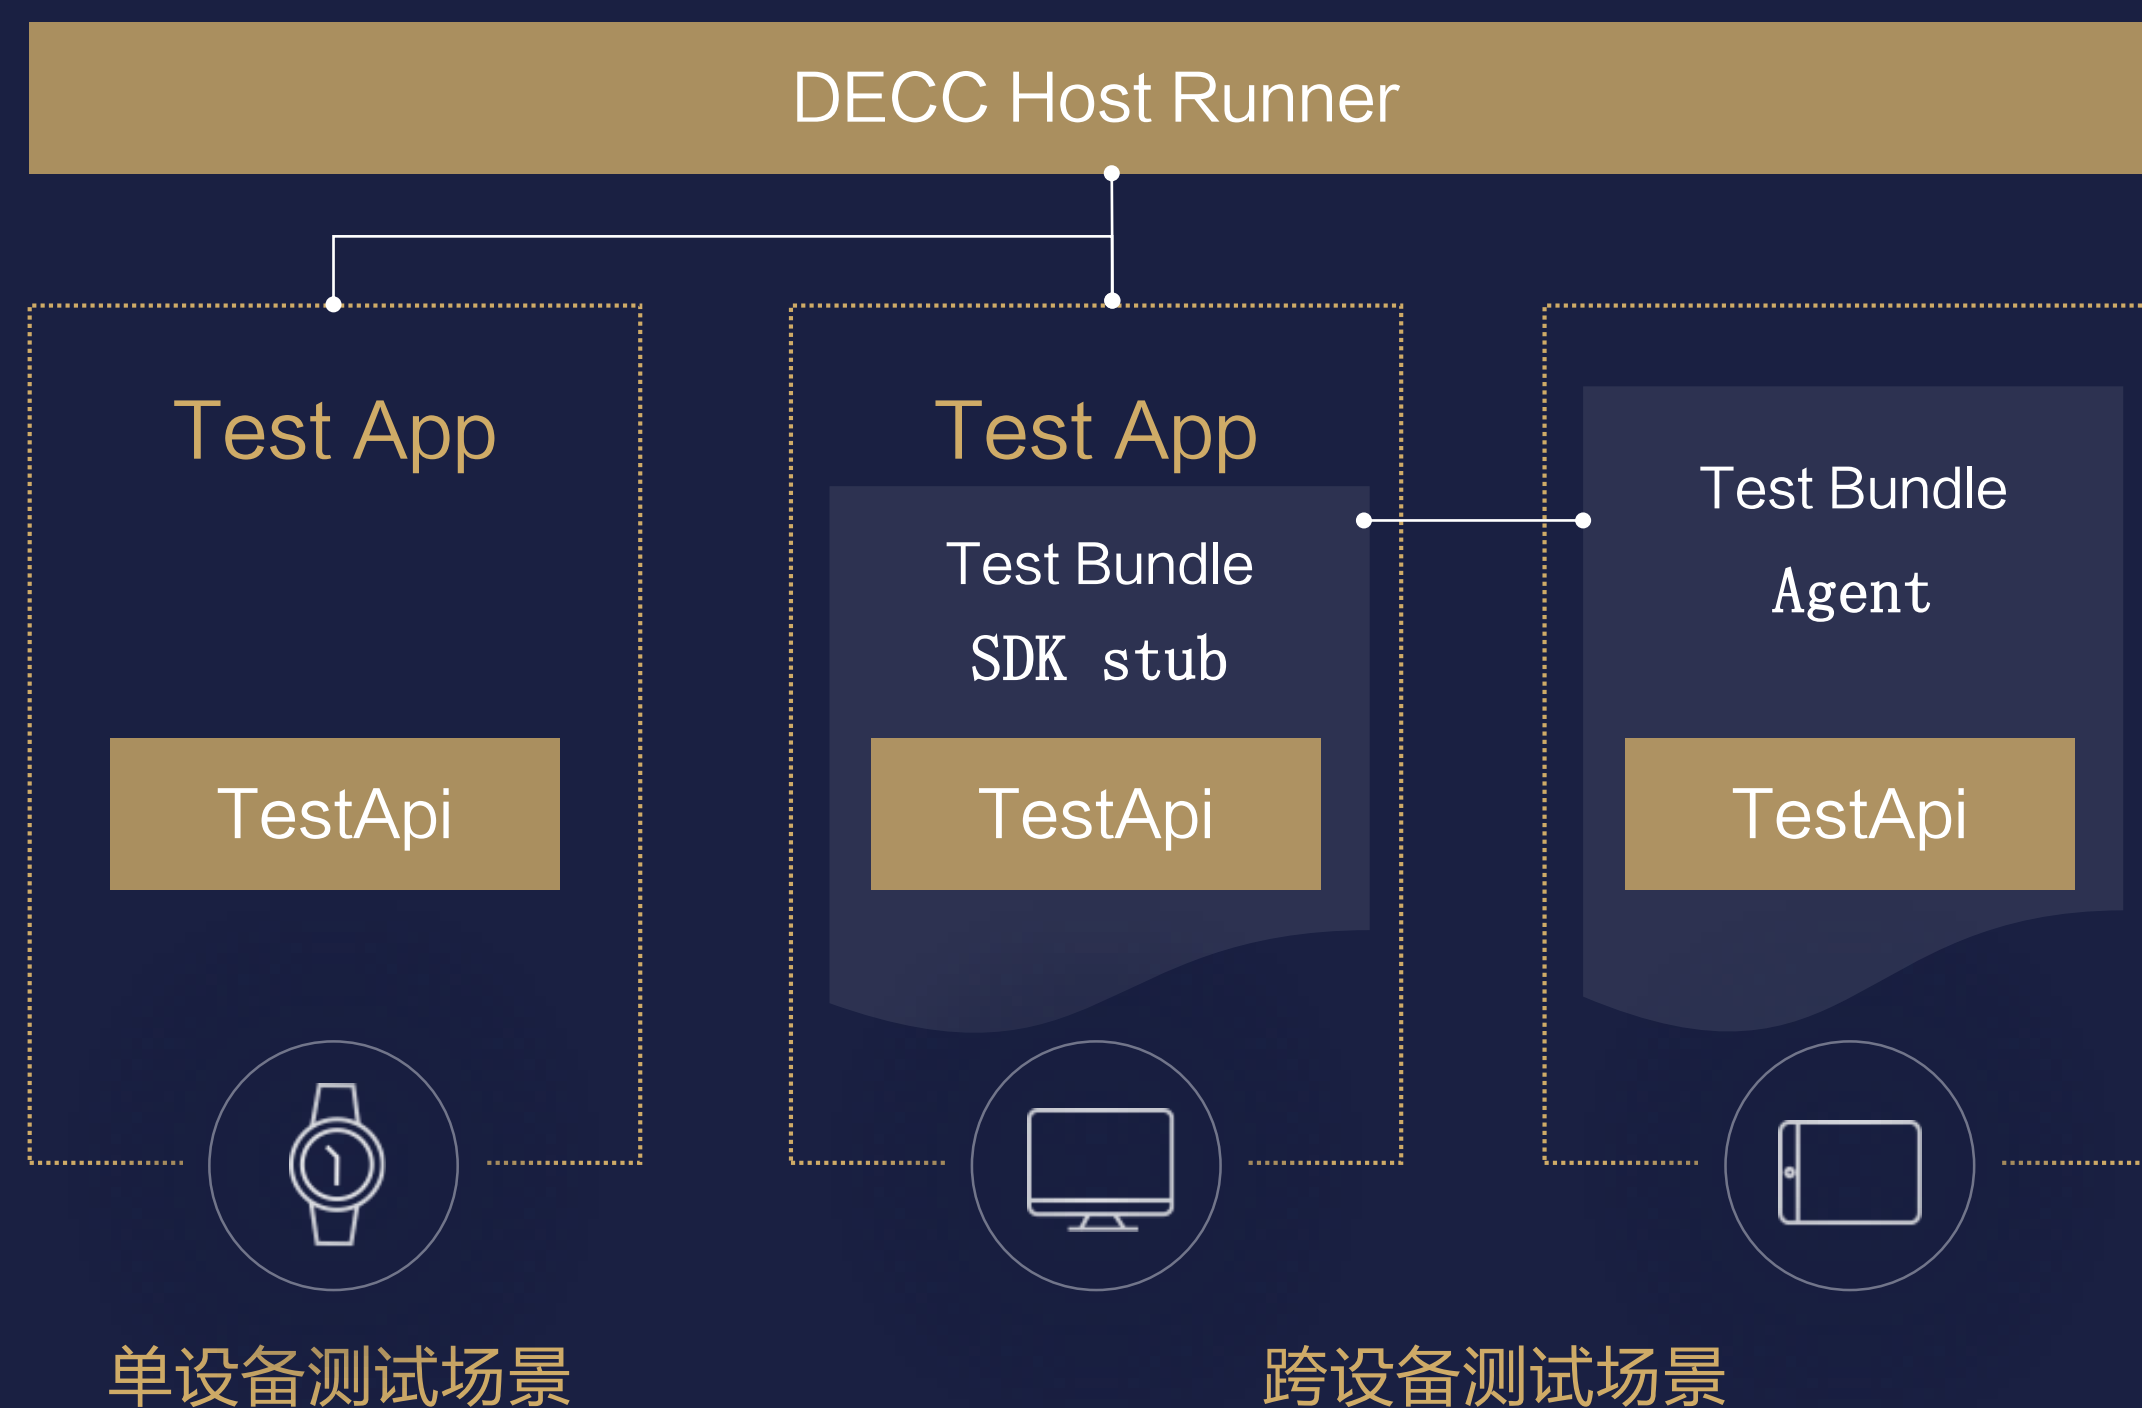 DECC Host Runner
Test App
TestApi
单设备测试场景
Test App
Test Bundle
SDK stub
TestApi
Test Bundle
Agent
TestApi
跨设备测试场景